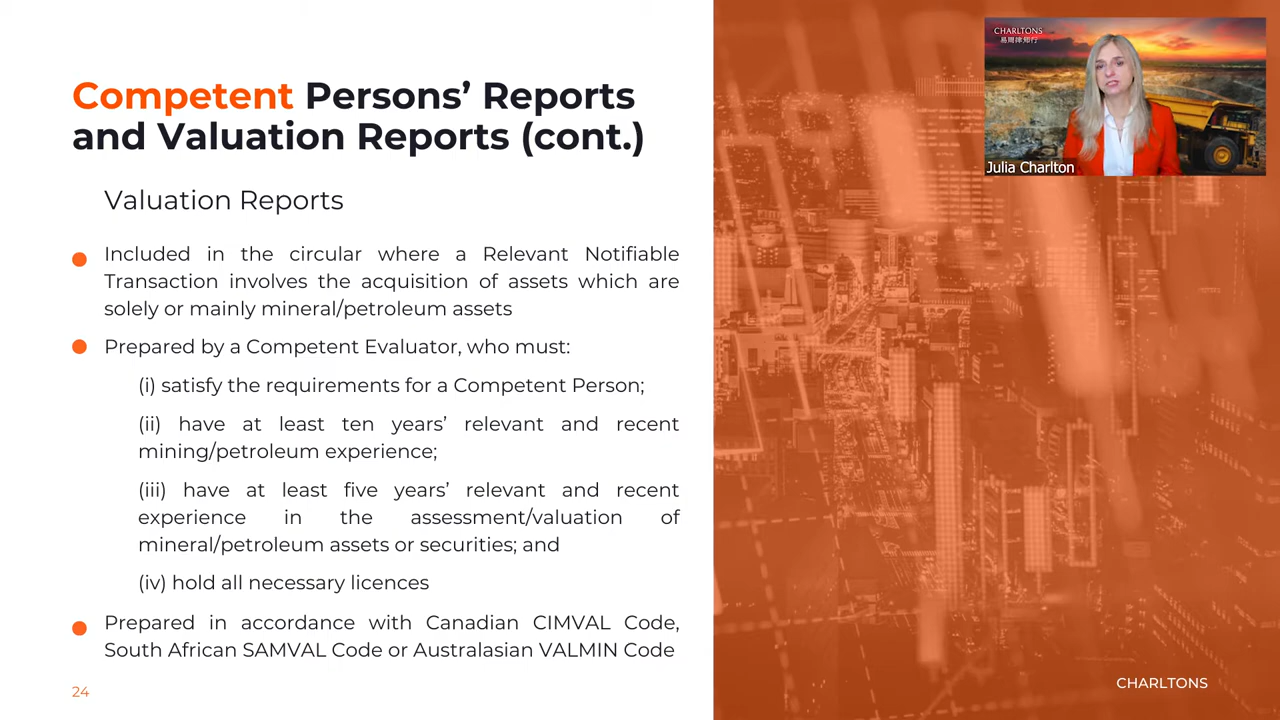 Competent Persons’ Reports
and Valuation Reports (cont.)
Valuation Reports
Included in the circular where a Relevant Notifiable
Transaction involves the acquisition of assets which are
solely or mainly mineral/petroleum assets
Prepared by a Competent Evaluator, who must:
(i) satisfy the requirements for a Competent Person;
(ii) have at least ten years’ relevant and recent
mining/petroleum experience;
(iii) have at least five years’ relevant and recent
experience in the assessment/valuation of
mineral/petroleum assets or securities; and
(iv) hold all necessary licences
Prepared in accordance with Canadian CIMVAL Code,
South African SAMVAL Code or Australasian VALMIN Code
24
CHARLTONS
易周律师行
Julia Charlton
CHARLTONS